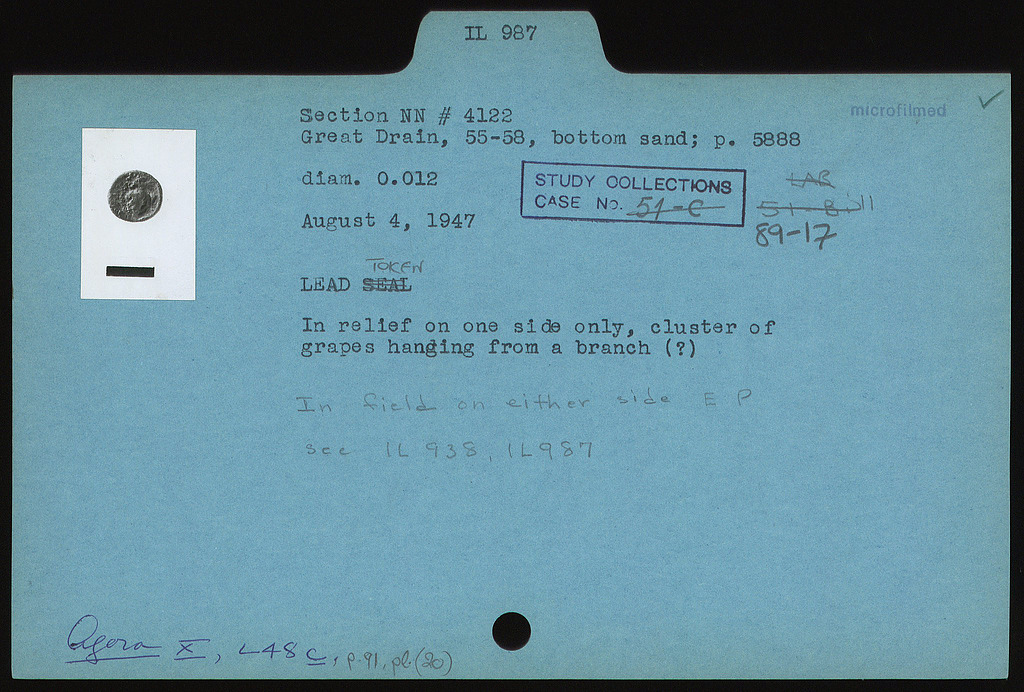 IL 987
microfilmed
Section NN # 4122
Great Drain, 55-58, bottom sand; p. 5888
diam. 0.012
STUDY COLLECTIONS
CASE No. 51-C
LAR
51-B
89-17
August 4, 1947
TOKEN
LEAD SEAL
In relief on one side only, cluster of
grapes hanging from a branch (?)
In field on either side E P
see IL 938, IL987
Agora X, L48 c, p.91, pl.(20)